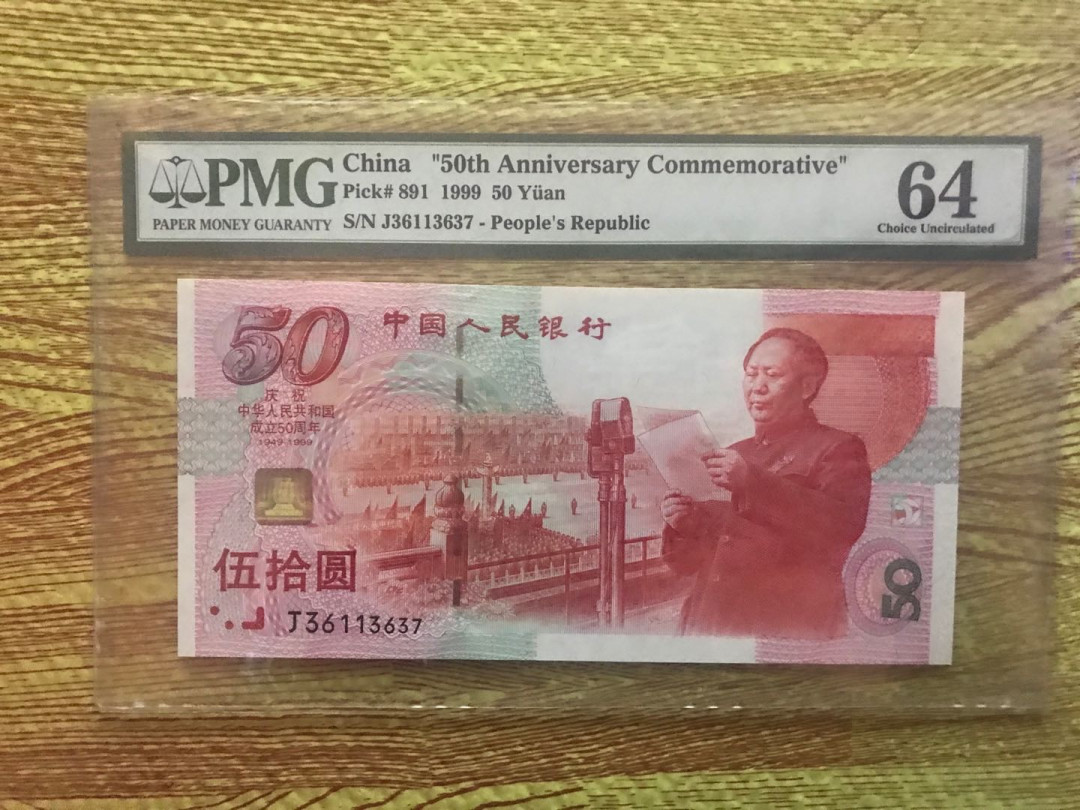 PMG
PAPER MONEY GUARANTY
China "50th Anniversary Commemorative"
Pick# 891 1999 50 Yüan
S/N J36113637 - People's Republic
64
Choice Uncirculated
50
中国人民银行
庆祝
中华人民共和国
成立50周年
1949-1999
伍拾圆
J36113637
50